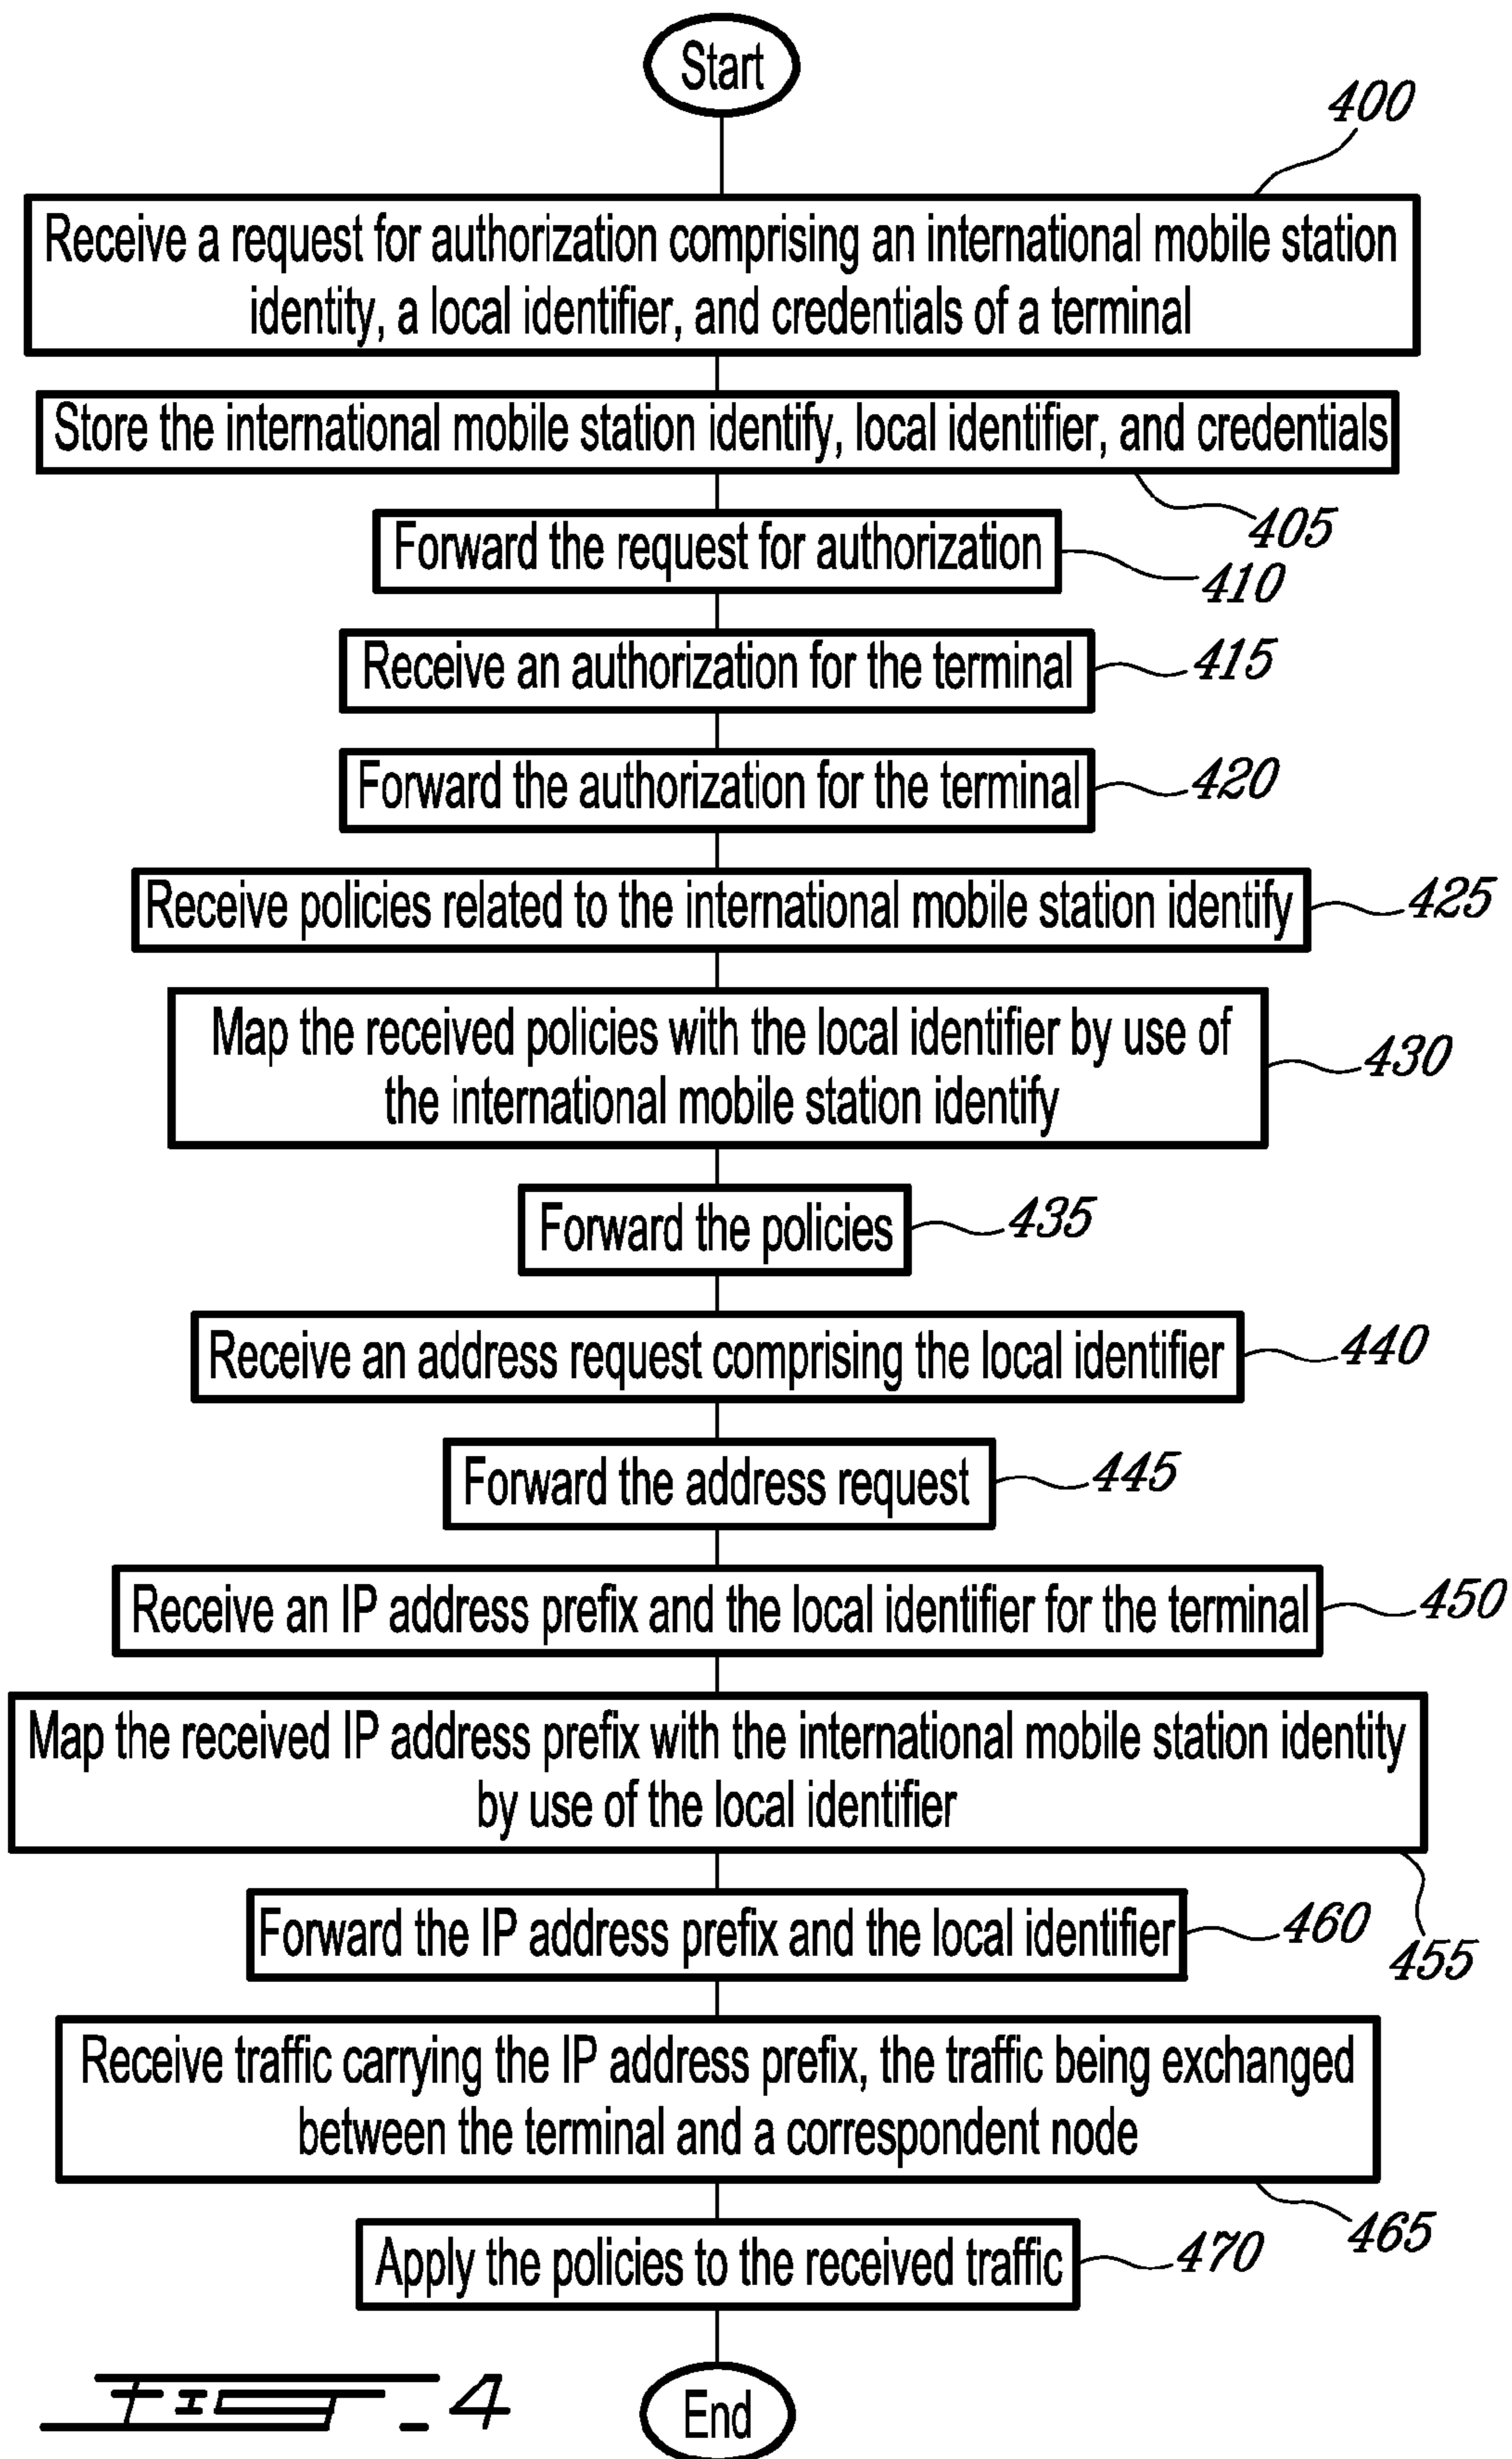 Start
400
Receive a request for authorization comprising an international mobile station
identity, a local identifier, and credentials of a terminal
Store the international mobile station identify, local identifier, and credentials
405
Forward the request for authorization
410
Receive an authorization for the terminal
415
Forward the authorization for the terminal
420
Receive policies related to the international mobile station identify
425
Map the received policies with the local identifier by use of
the international mobile station identify
430
Forward the policies
435
Receive an address request comprising the local identifier
440
Forward the address request
445
Receive an IP address prefix and the local identifier for the terminal
450
Map the received IP address prefix with the international mobile station identity
by use of the local identifier
455
Forward the IP address prefix and the local identifier
460
Receive traffic carrying the IP address prefix, the traffic being exchanged
between the terminal and a correspondent node
465
Apply the policies to the received traffic
470
End
FIG_4